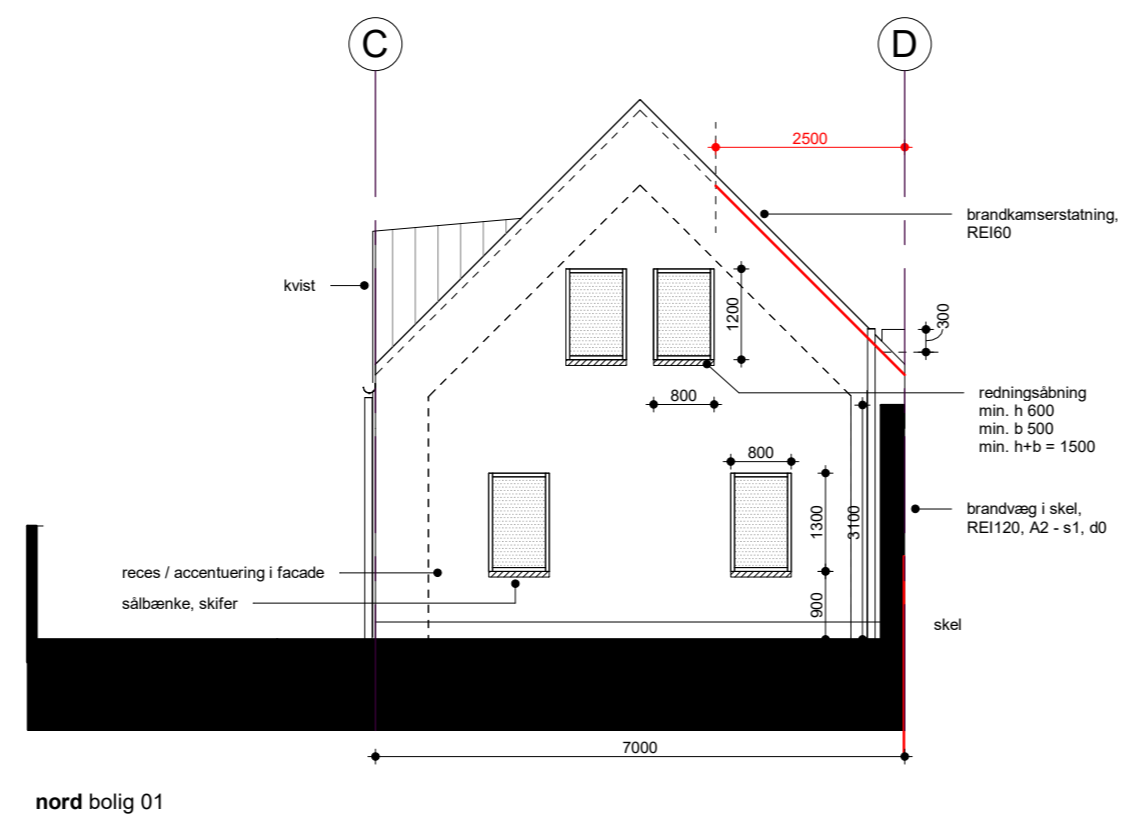 C
D
2500
brandkamserstatning,
REI60
kvist
300
1200
redningsåbning
min. h 600
min. b 500
min. h+b = 1500
800
800
1300
3100
brandvæg i skel,
REI120, A2 - s1, d0
reces / accentuering i facade
sålbænke, skifer
900
skel
7000
nord bolig 01